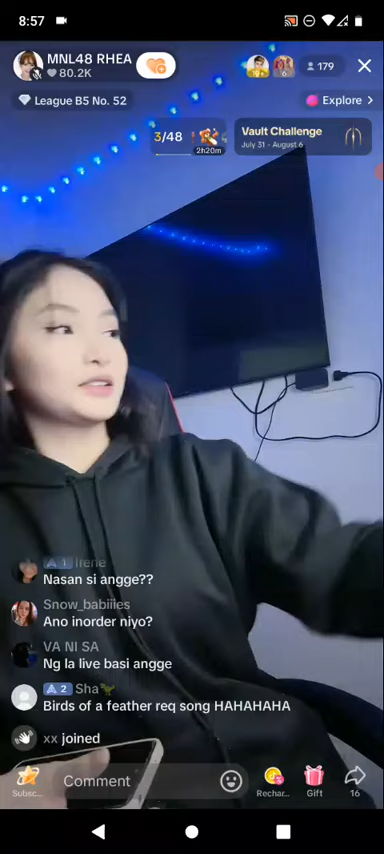 8:57
MNL48 RHEA
80.2K
179
League B5 No. 52
Explore
3/48
2h20m
Vault Challenge
July 31 - August 6
6
1 Irene
Nasan si angge??
Snow_babiiies
Ano inorder niyo?
VA NI SA
Ng la live basi angge
2 Sha
Birds of a feather req song HAHAHAHA
xx joined
Subsc...
Comment
Rechar...
Gift
16